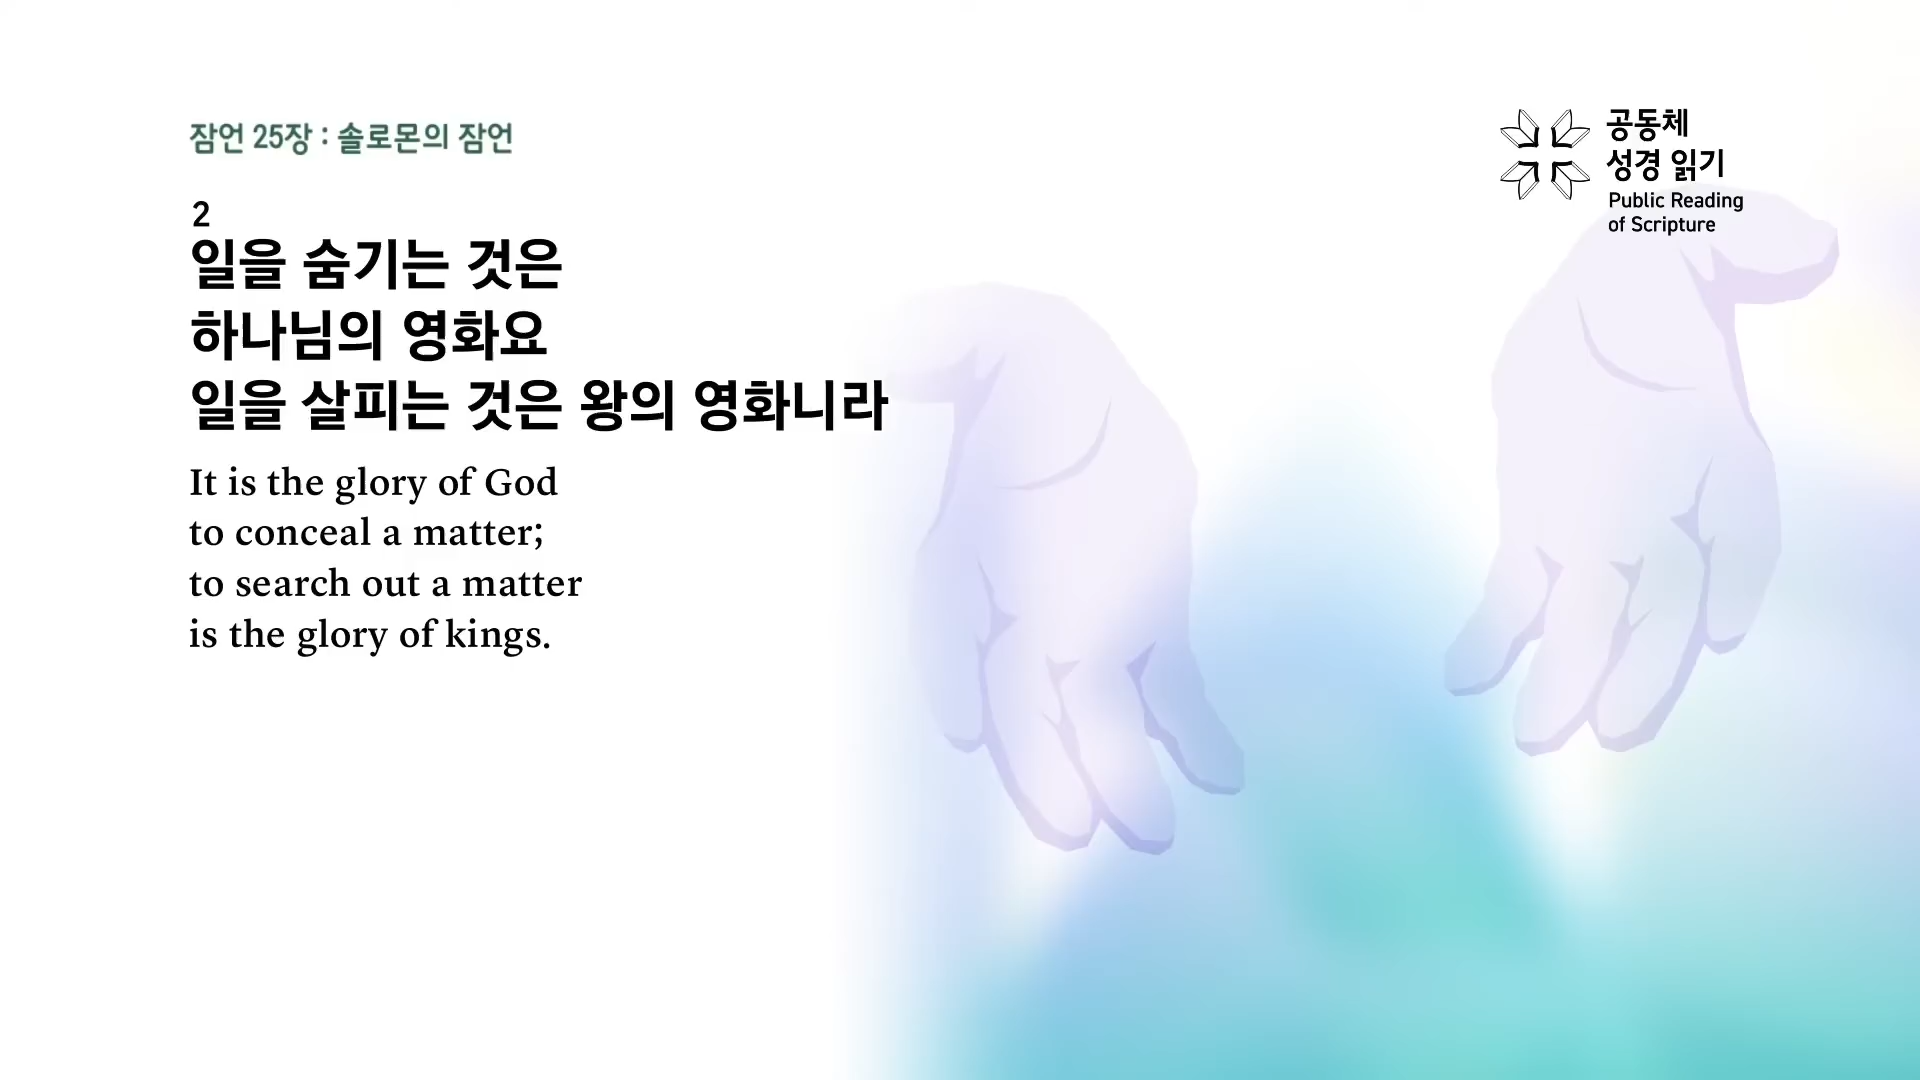 잠언 25장 : 솔로몬의 잠언
공동체
성경 읽기
Public Reading
of Scripture
2
일을 숨기는 것은
하나님의 영화요
일을 살피는 것은 왕의 영화니라
It is the glory of God
to conceal a matter;
to search out a matter
is the glory of kings.